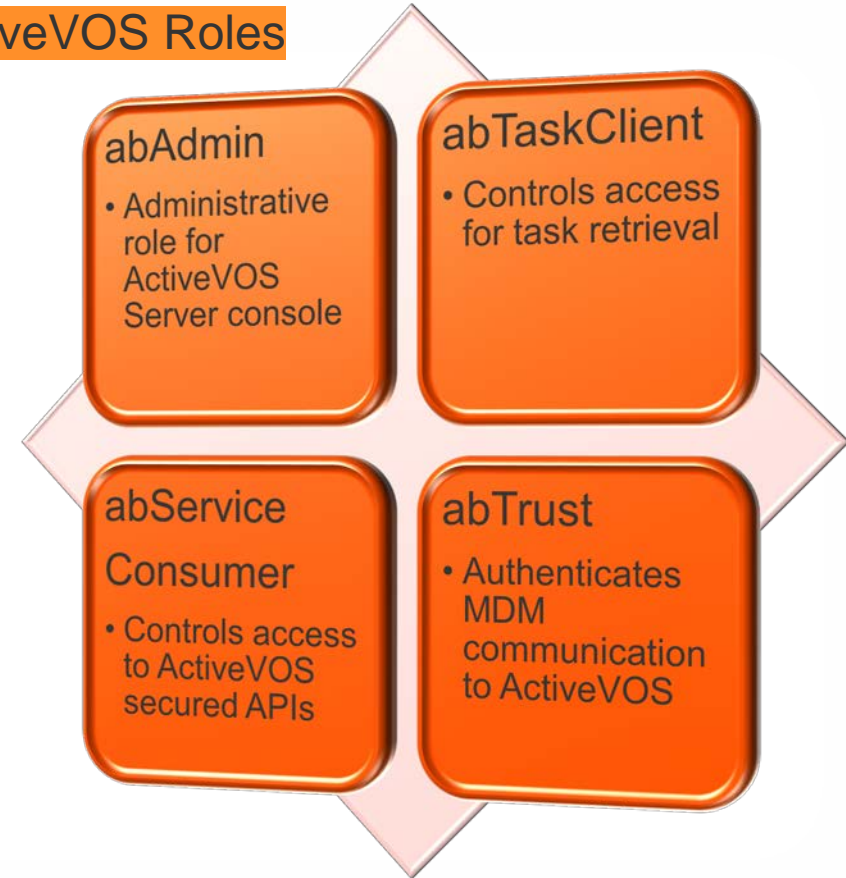 veVOS Roles
abAdmin
• Administrative
role for
ActiveVOS
Server console
abTaskClient
• Controls access
for task retrieval
abService
Consumer
• Controls access
to ActiveVOS
secured APIs
abTrust
• Authenticates
MDM
communication
to ActiveVOS